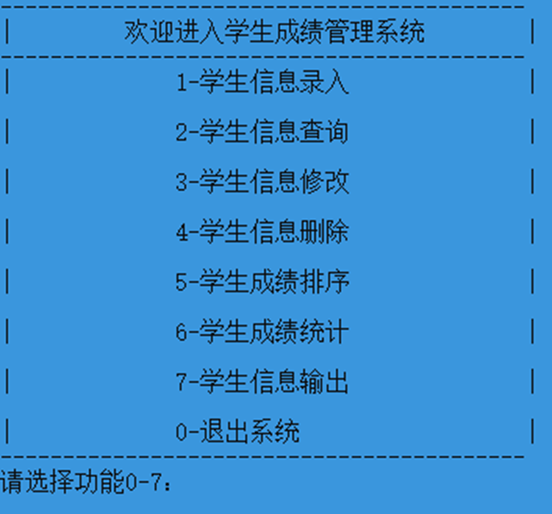 欢迎进入学生成绩管理系统
1-学生信息录入
2-学生信息查询
3-学生信息修改
4-学生信息删除
5-学生成绩排序
6-学生成绩统计
7-学生信息输出
0-退出系统
请选择功能0-7: